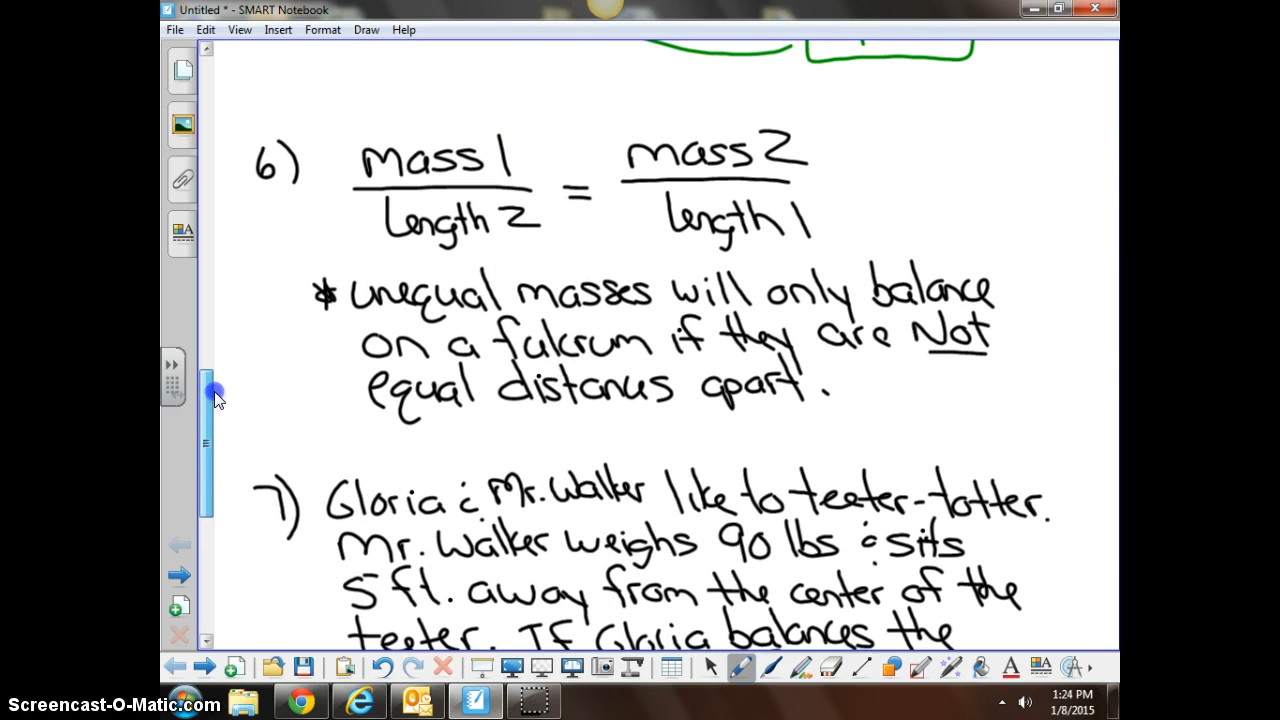 Untitled * - SMART Notebook
File Edit View Insert Format Draw Help
6) mass 1 = mass 2
length 2 length 1
* unequal masses will only balance
on a fulcrum if they are Not
equal distances apart.
7) Gloria & Mr. Walker like to teeter-totter.
Mr. Walker weighs 90 lbs & sits
5 ft. away from the center of the
teeter. If Gloria balances the
Screencast-O-Matic.com
1:24 PM
1/8/2015